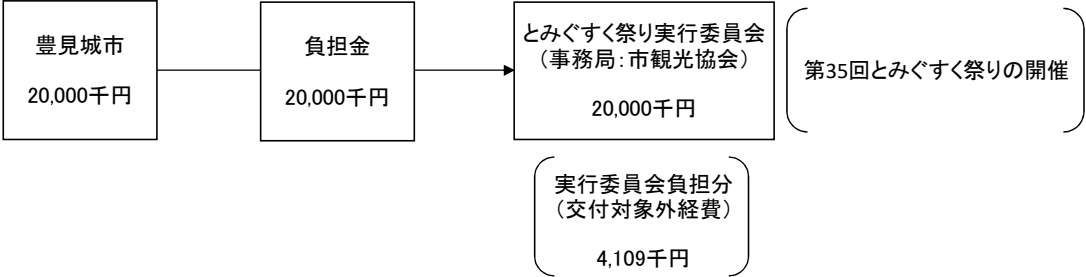 豊見城市
20,000千円
負担金
20,000千円
とみぐすく祭り実行委員会
（事務局：市観光協会）
20,000千円
第35回とみぐすく祭りの開催
実行委員会負担分
（交付対象外経費）
4,109千円